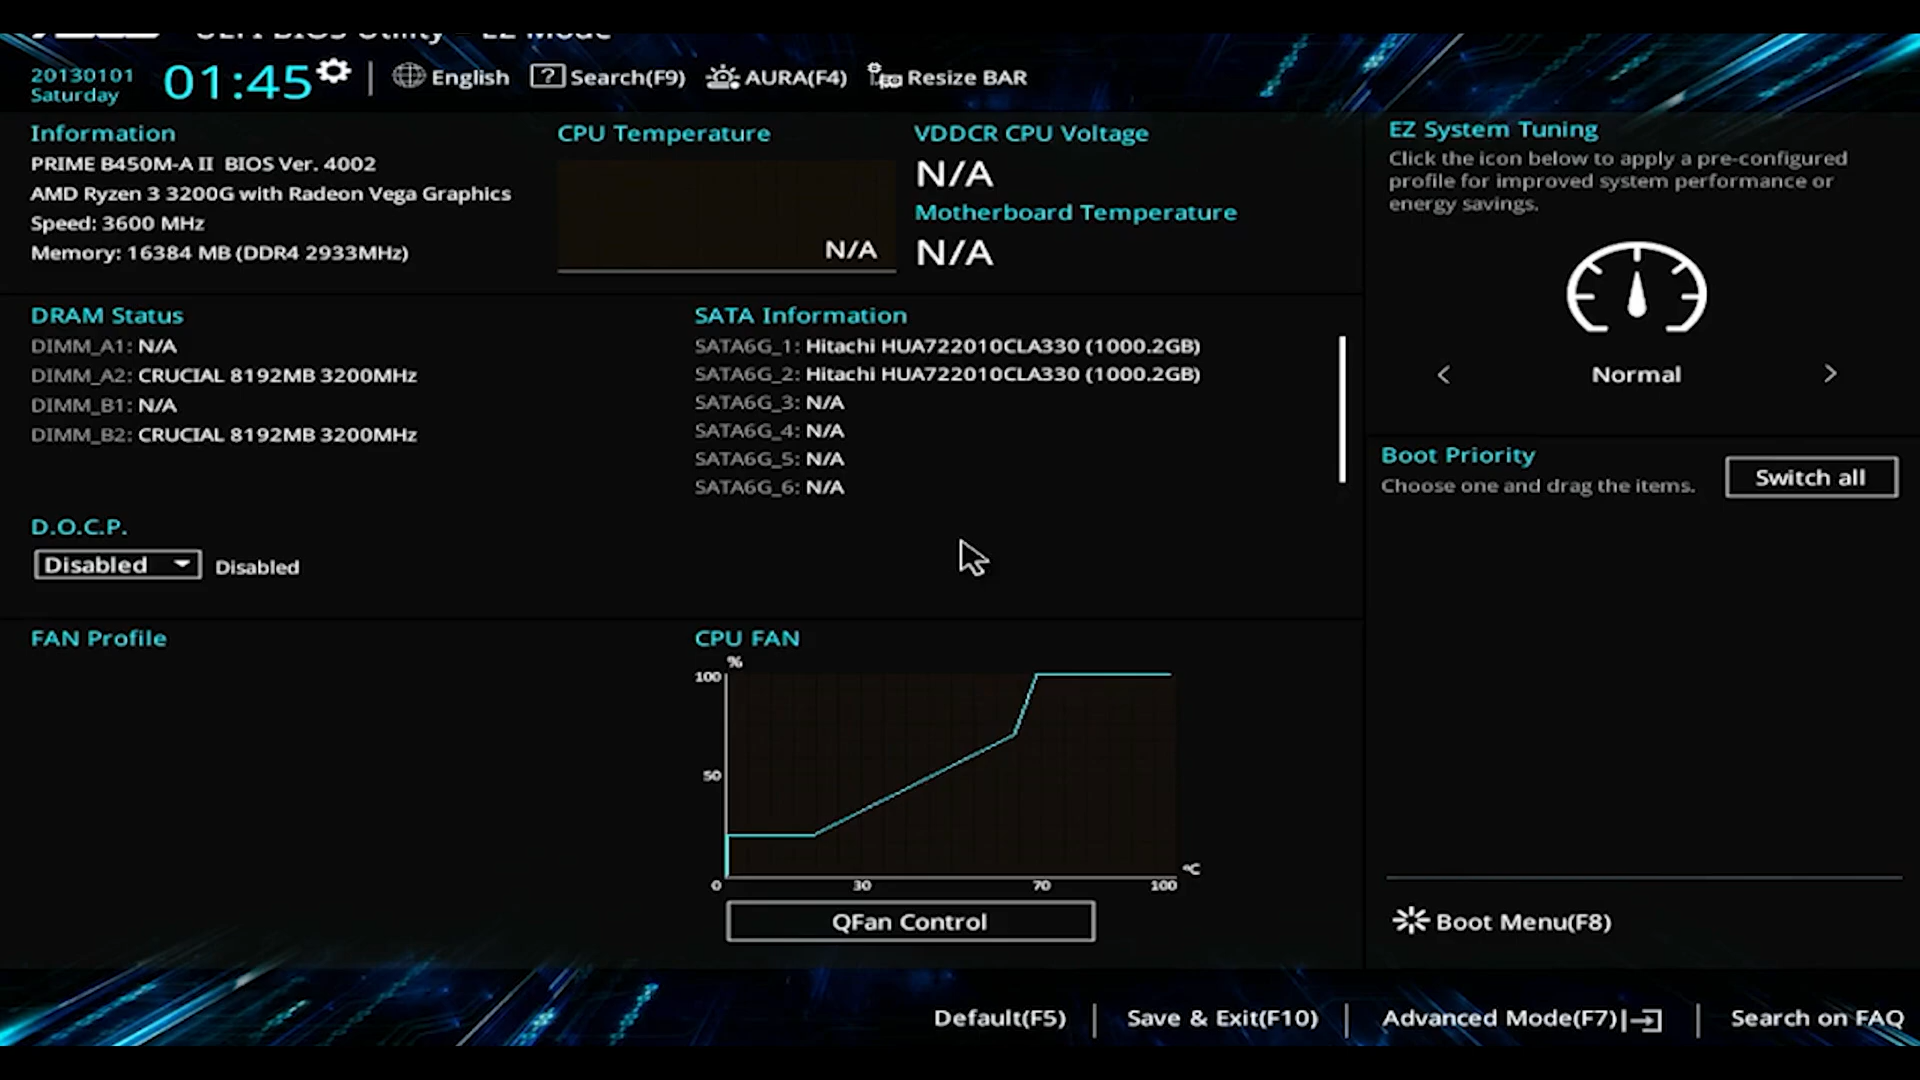 UEFI BIOS Utility – EZ Mode
20130101
Saturday
01:45
English
Search(F9)
AURA(F4)
Resize BAR
Information
PRIME B450M-A II BIOS Ver. 4002
AMD Ryzen 3 3200G with Radeon Vega Graphics
Speed: 3600 MHz
Memory: 16384 MB (DDR4 2933MHz)
CPU Temperature
N/A
VDDCR CPU Voltage
N/A
Motherboard Temperature
N/A
EZ System Tuning
Click the icon below to apply a pre-configured
profile for improved system performance or
energy savings.
Normal
DRAM Status
DIMM_A1: N/A
DIMM_A2: CRUCIAL 8192MB 3200MHz
DIMM_B1: N/A
DIMM_B2: CRUCIAL 8192MB 3200MHz
SATA Information
SATA6G_1: Hitachi HUA722010CLA330 (1000.2GB)
SATA6G_2: Hitachi HUA722010CLA330 (1000.2GB)
SATA6G_3: N/A
SATA6G_4: N/A
SATA6G_5: N/A
SATA6G_6: N/A
Boot Priority
Choose one and drag the items.
Switch all
D.O.C.P.
Disabled
Disabled
FAN Profile
CPU FAN
%
100
50
0
30
70
100
°C
QFan Control
Boot Menu(F8)
Default(F5)
Save & Exit(F10)
Advanced Mode(F7)
Search on FAQ